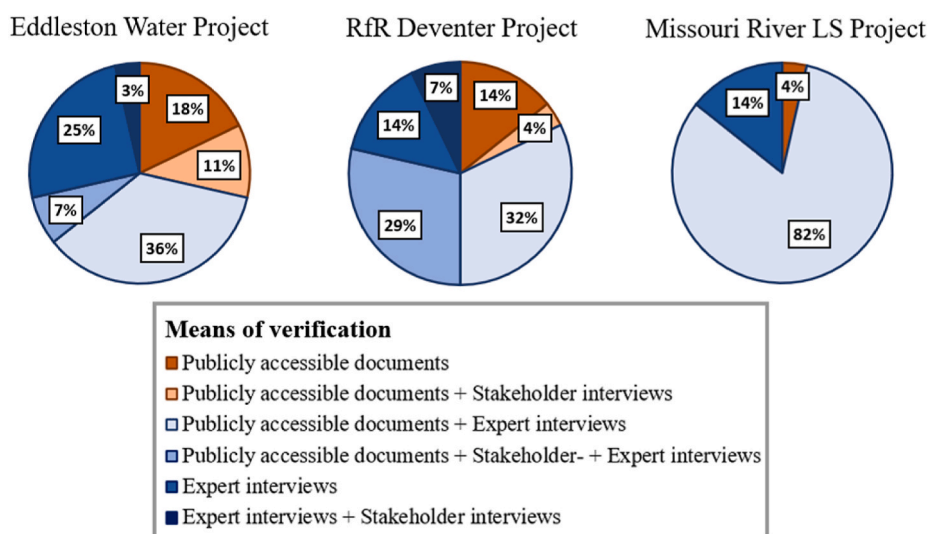 Eddleston Water Project
RfR Deventer Project
Missouri River LS Project
3%
18%
25%
11%
7%
36%
7%
14%
14%
4%
29%
32%
4%
14%
82%
Means of verification
Publicly accessible documents
Publicly accessible documents + Stakeholder interviews
Publicly accessible documents + Expert interviews
Publicly accessible documents + Stakeholder- + Expert interviews
Expert interviews
Expert interviews + Stakeholder interviews